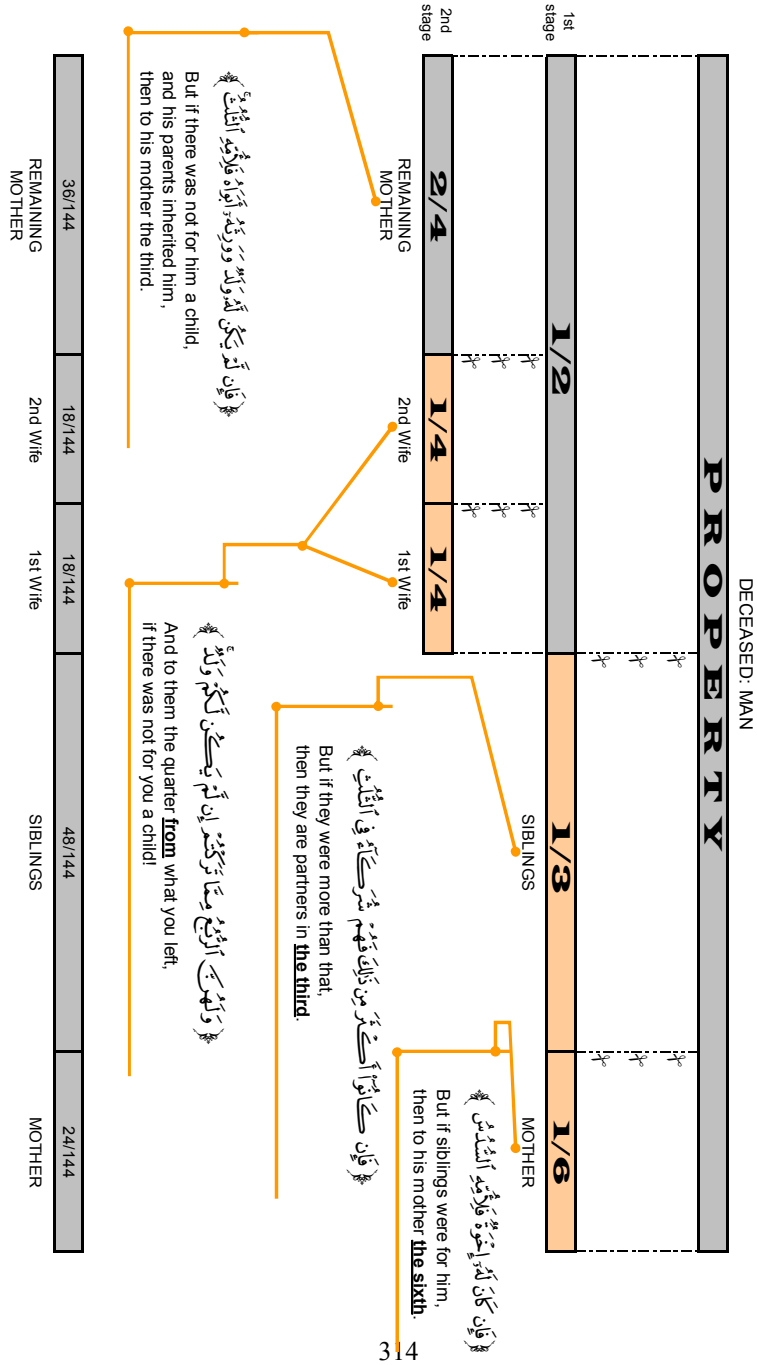 DECEASED: MAN
PROPERTY
1st
stage
1/2
1/3
1/6
SIBLINGS
MOTHER
2nd
stage
2/4
1/4
1/4
REMAINING
MOTHER
2nd Wife
1st Wife
﴿ فَإِن كَانَ لَهُۥٓ إِخْوَةٌ فَلِأُمِّهِ ٱلسُّدُسُ ﴾
But if siblings were for him,
then to his mother the sixth.
﴿ فَإِن كَانُوٓا۟ أَكْثَرَ مِن ذَٰلِكَ فَهُمْ شُرَكَآءُ فِى ٱلثُّلُثِ ﴾
But if they were more than that,
then they are partners in the third.
﴿ فَإِن لَّمْ يَكُن لَّهُۥ وَلَدٌ وَوَرِثَهُۥٓ أَبَوَاهُ فَلِأُمِّهِ ٱلثُّلُثُ ۚ ﴾
But if there was not for him a child,
and his parents inherited him,
then to his mother the third.
﴿ وَلَهُنَّ ٱلرُّبُعُ مِمَّا تَرَكْتُمْ إِن لَّمْ يَكُن لَّكُمْ وَلَدٌ ۚ ﴾
And to them the quarter from what you left,
if there was not for you a child!
36/144
18/144
18/144
48/144
24/144
REMAINING
MOTHER
2nd Wife
1st Wife
SIBLINGS
MOTHER
314